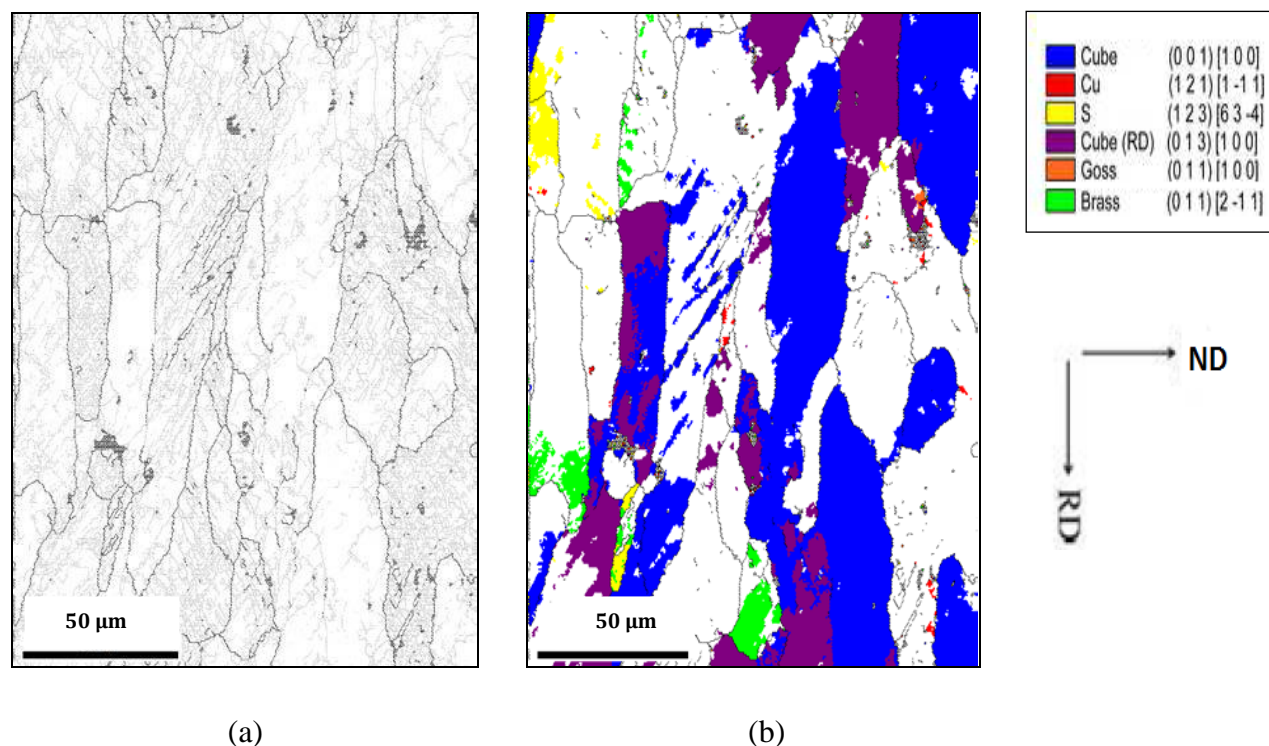 50 µm
50 µm
Cube (0 0 1) [1 0 0]
Cu (1 2 1) [1 -1 1]
S (1 2 3) [6 3 -4]
Cube (RD) (0 1 3) [1 0 0]
Goss (0 1 1) [1 0 0]
Brass (0 1 1) [2 -1 1]
ND
RD
(a)
(b)